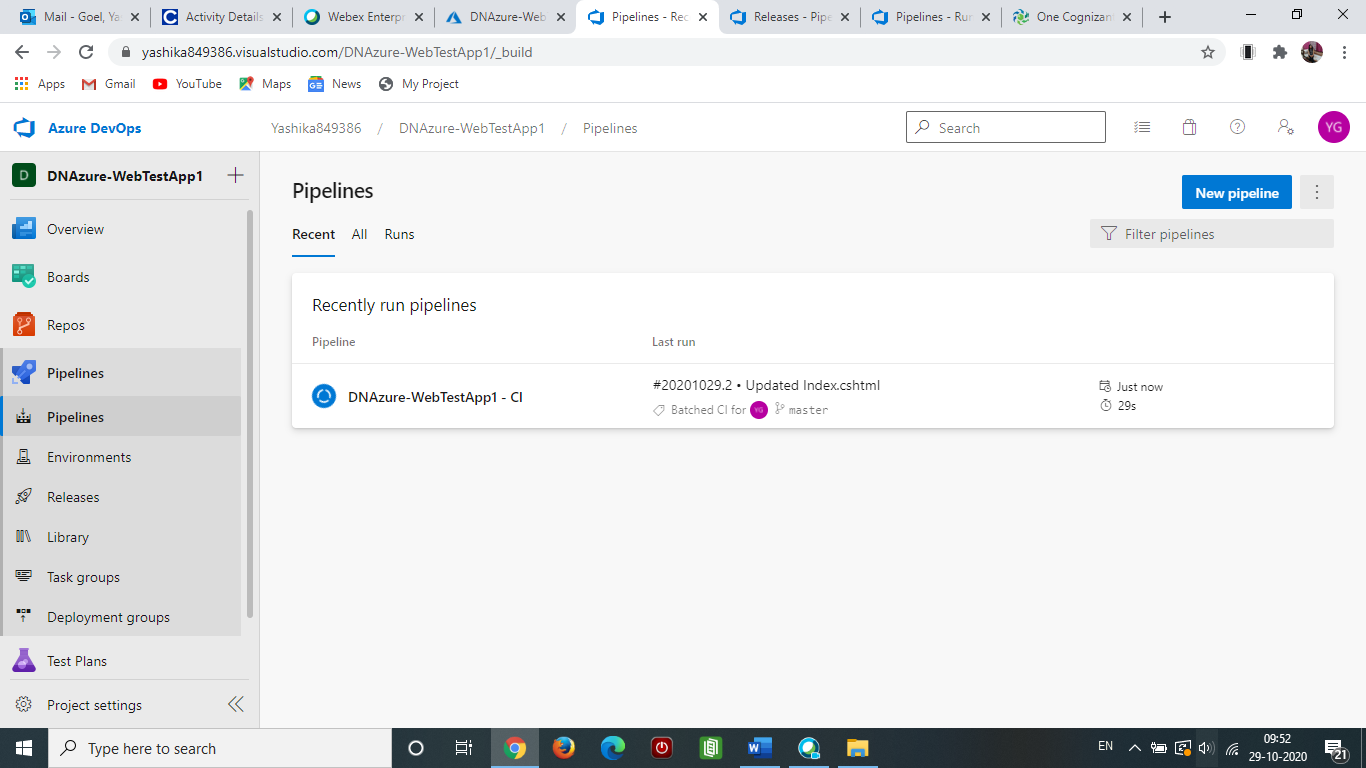 Mail - Goel, Ya
Activity Details
Webex Enterpr
DNAzure-Web
Pipelines - Rec
Releases - Pipe
Pipelines - Run
One Cognizant
yashika849386.visualstudio.com/DNAzure-WebTestApp1/_build
Apps Gmail YouTube Maps News My Project
Azure DevOps
Yashika849386 / DNAzure-WebTestApp1 / Pipelines
Search
YG
D DNAzure-WebTestApp1
Overview
Boards
Repos
Pipelines
Pipelines
Environments
Releases
Library
Task groups
Deployment groups
Test Plans
Project settings
Pipelines
New pipeline
Recent All Runs
Filter pipelines
Recently run pipelines
Pipeline Last run
DNAzure-WebTestApp1 - CI
#20201029.2 • Updated Index.cshtml
Batched CI for YG master
Just now
29s
Type here to search
EN
09:52
29-10-2020
21